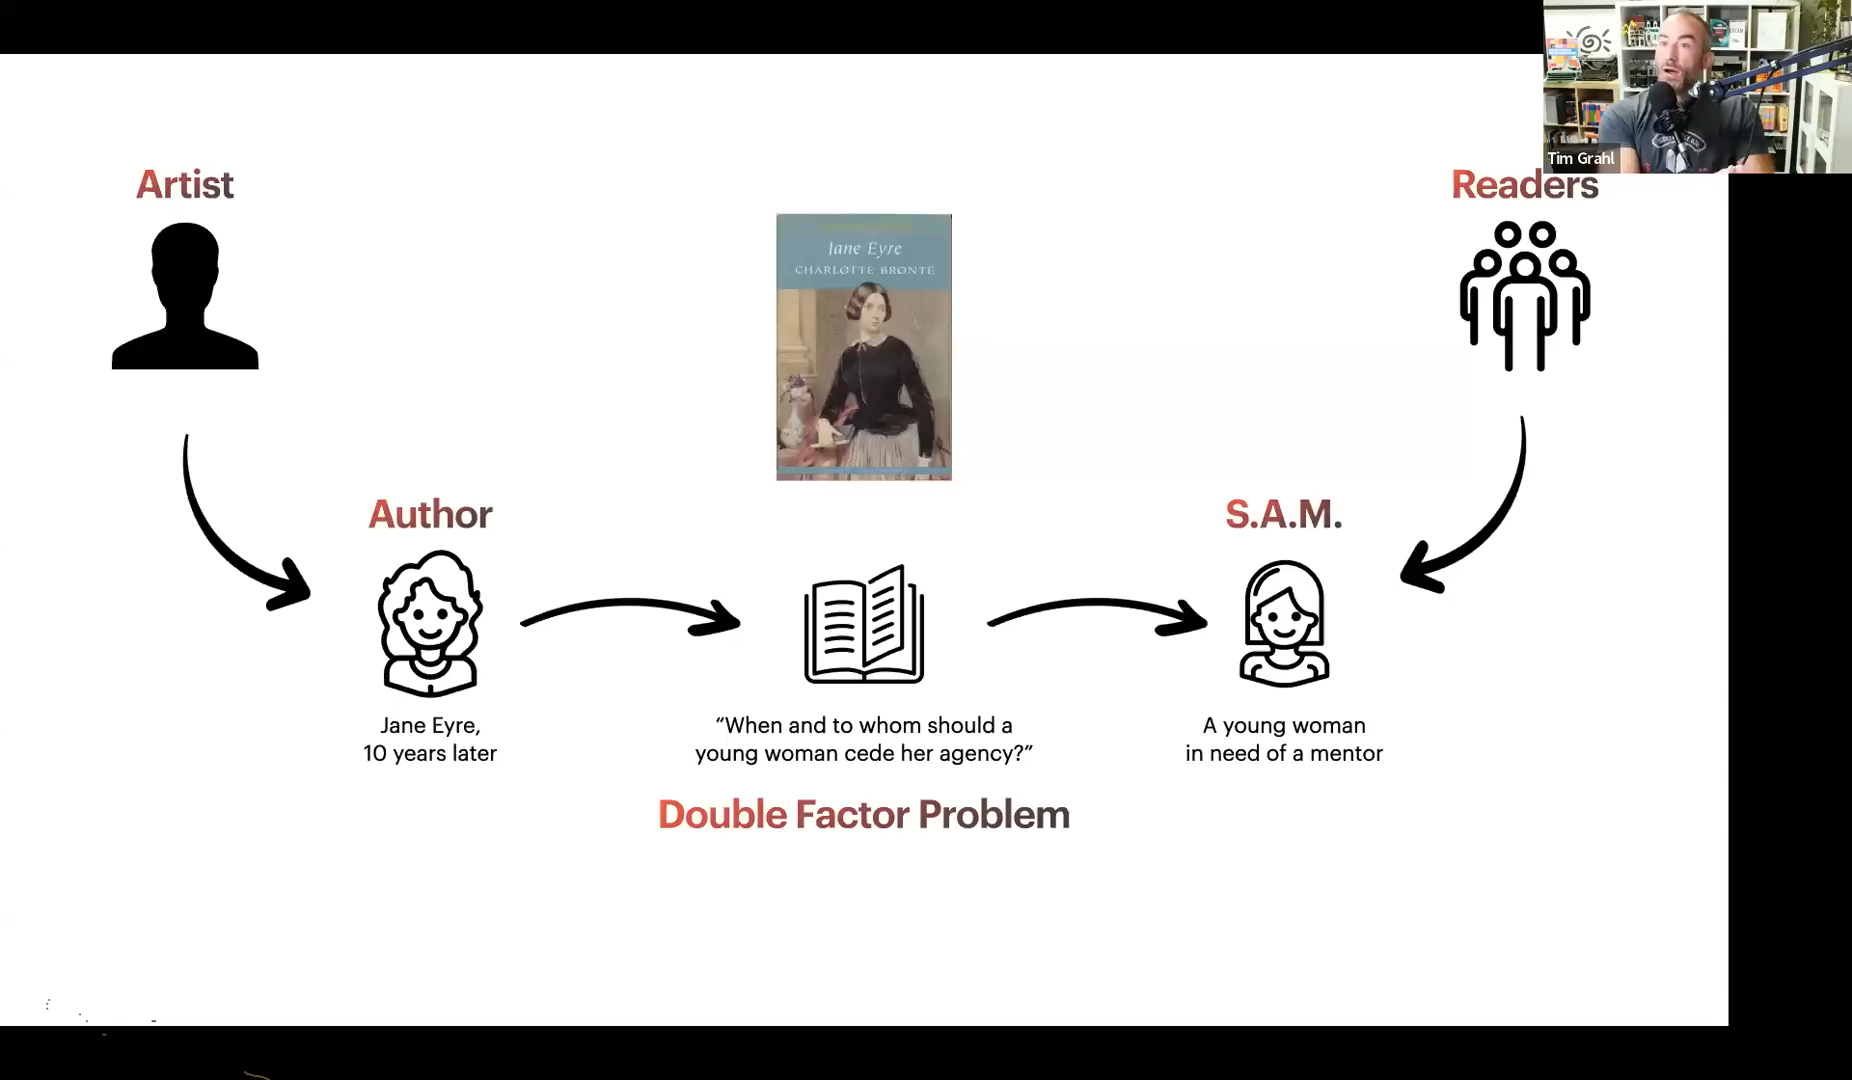 Tim Grahl
Artist
Readers
Jane Eyre
CHARLOTTE BRONTË
Author
S.A.M.
Jane Eyre,
10 years later
“When and to whom should a
young woman cede her agency?”
A young woman
in need of a mentor
Double Factor Problem